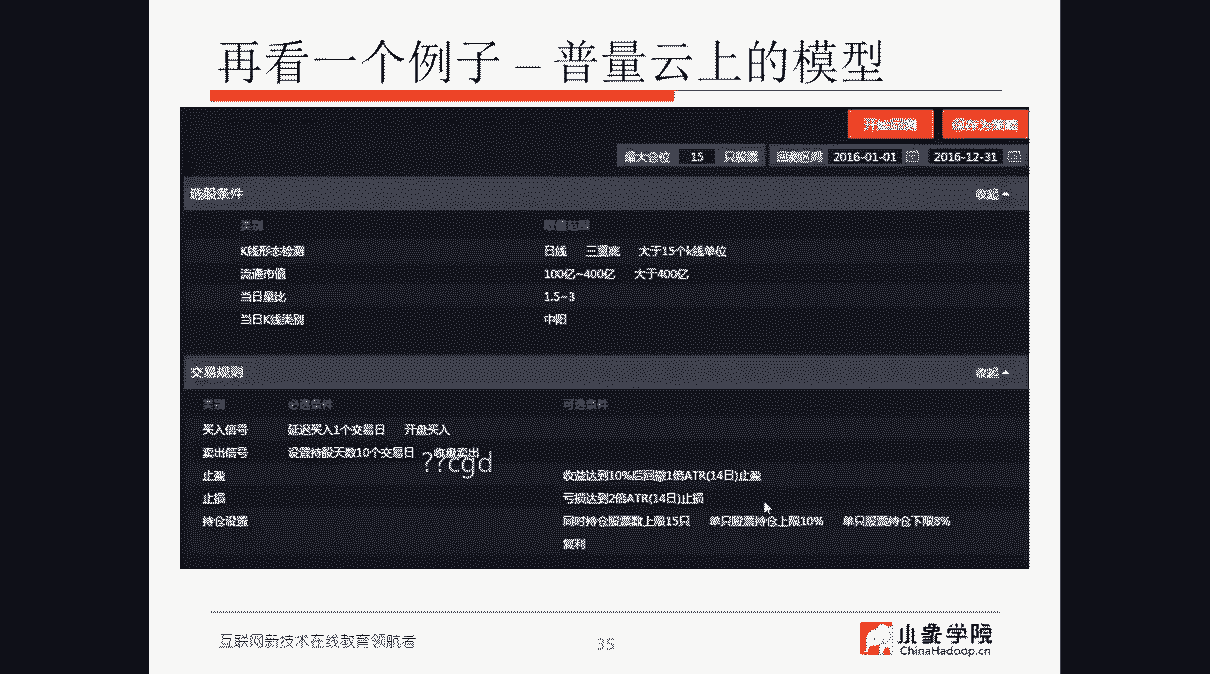 再看一个例子 – 普量云上的模型
开始回测 保存为策略
最大仓位 15 只股票 回测区间 2016-01-01 2016-12-31
选股条件 收起
类别 取值范围
K线形态检测 日线 三重底 大于15个k线单位
流通市值 100亿~400亿 大于400亿
当日量比 1.5~3
当日K线类别 中阳
交易规则 收起
类别 必选条件 可选条件
买入信号 延迟买入1个交易日 开盘买入
卖出信号 设置持股天数10个交易日 收盘卖出
??cgd
止盈 收益达到10%后回撤1倍ATR(14日)止盈
止损 亏损达到2倍ATR(14日)止损
持仓设置 同时持仓股票数上限15只 单只股票持仓上限10% 单只股票持仓下限8%
复利
互联网新技术在线教育领航者
35
小象学院
ChinaHadoop.cn